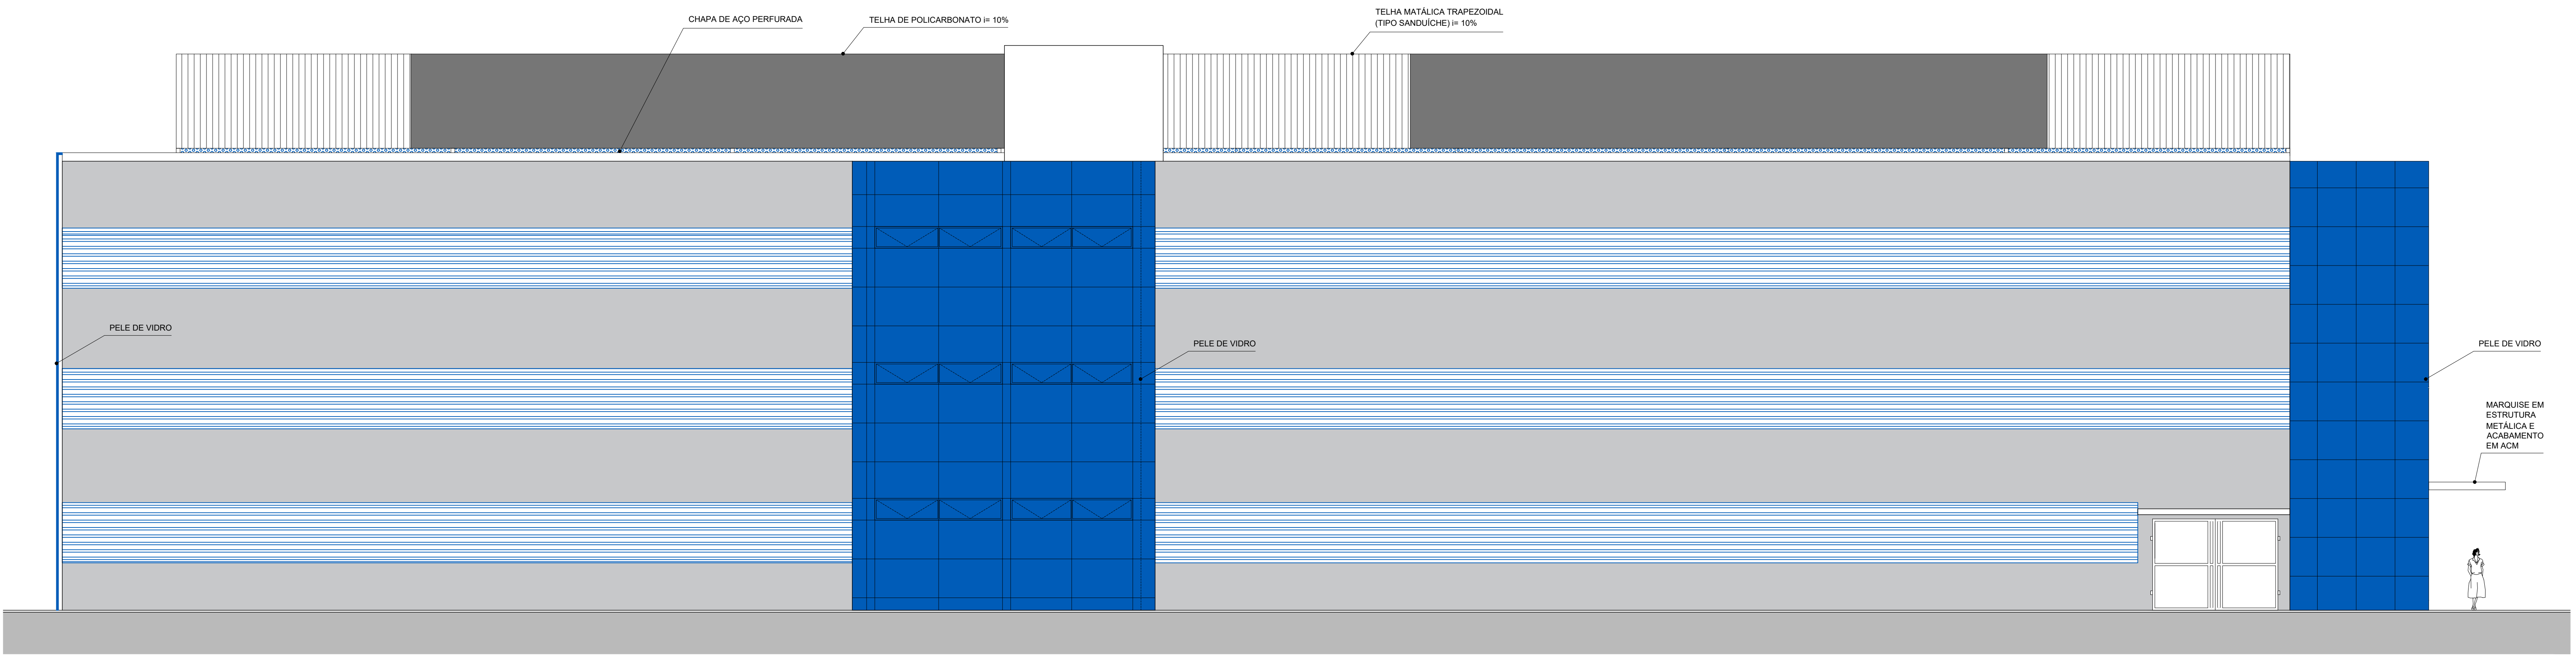 CHAPA DE AÇO PERFURADA
TELHA DE POLICARBONATO i= 10%
TELHA MATÁLICA TRAPEZOIDAL
(TIPO SANDUÍCHE) i= 10%
PELE DE VIDRO
PELE DE VIDRO
PELE DE VIDRO
MARQUISE EM
ESTRUTURA
METÁLICA E
ACABAMENTO
EM ACM